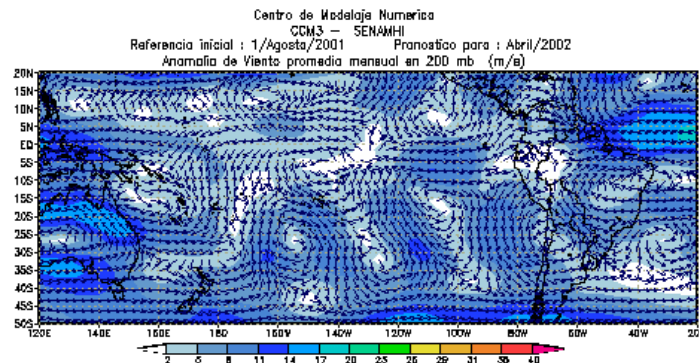 Centro de Modelaje Numerico
CCM3 - SENAMHI
Referencia inicial : 1/Agosto/2001 Pronostico para : Abril/2002
Anomalia de Viento promedio mensual en 200 mb (m/s)
20N
15N
10N
5N
EQ
5S
10S
15S
20S
25S
30S
35S
40S
45S
50S
120E 140E 160E 180 160W 140W 120W 100W 80W 60W 40W 20
2 5 8 11 14 17 20 23 26 29 31